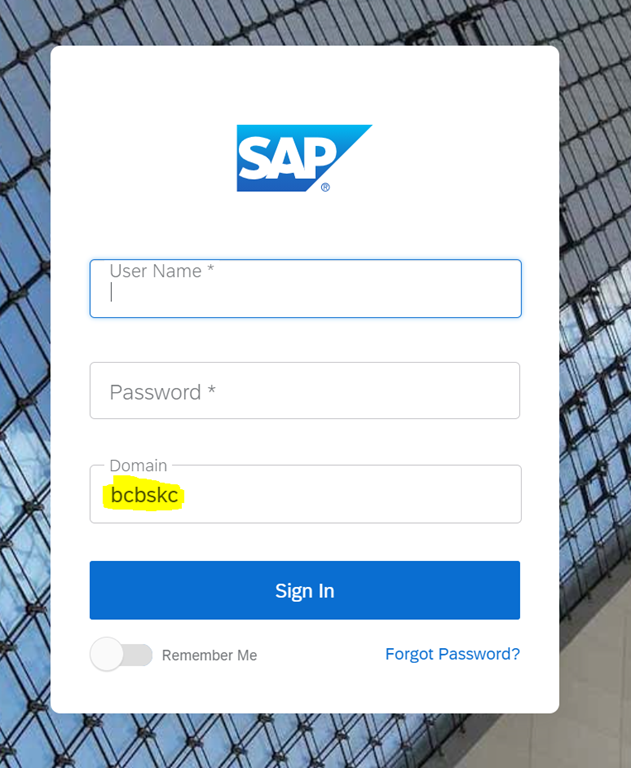 SAP
®
User Name *
Password *
Domain
bcbskc
Sign In
Remember Me
Forgot Password?